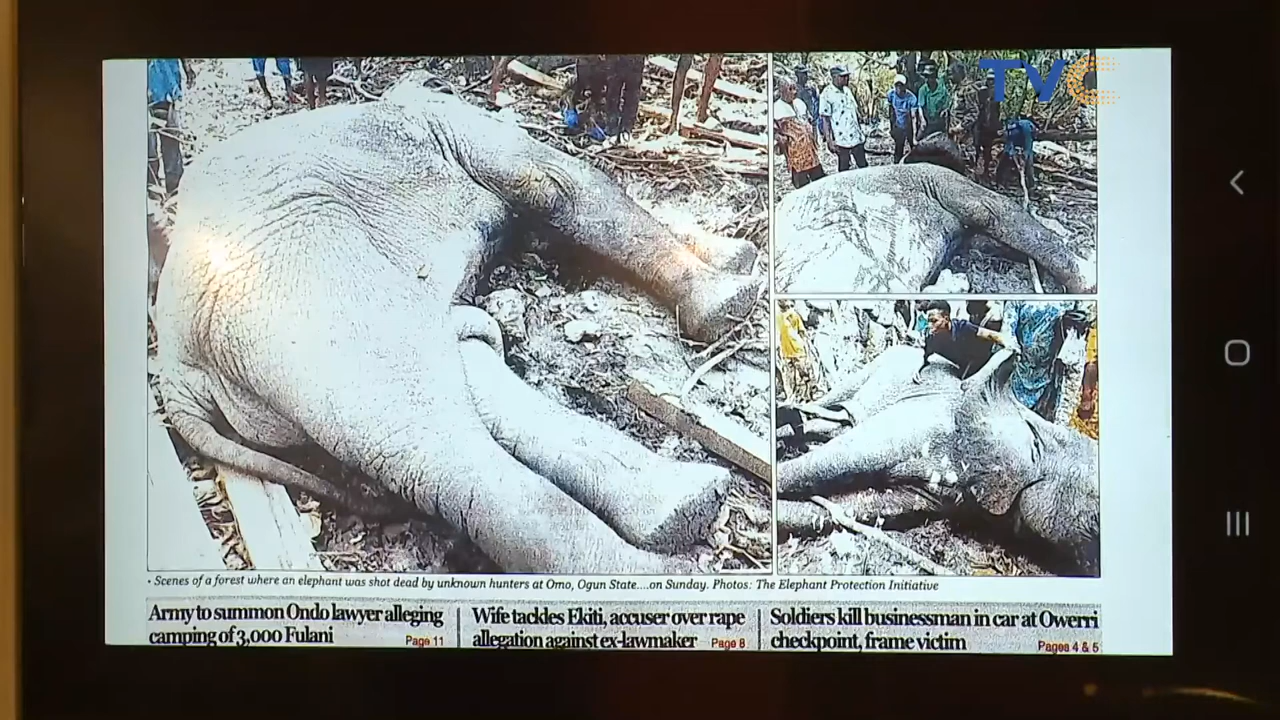 TVC
• Scenes of a forest where an elephant was shot dead by unknown hunters at Omo, Ogun State....on Sunday. Photos: The Elephant Protection Initiative
Army to summon Ondo lawyer alleging
camping of 3,000 Fulani Page 11
Wife tackles Ekiti, accuser over rape
allegation against ex-lawmaker Page 8
Soldiers kill businessman in car at Owerri
checkpoint, frame victim Pages 4 & 5